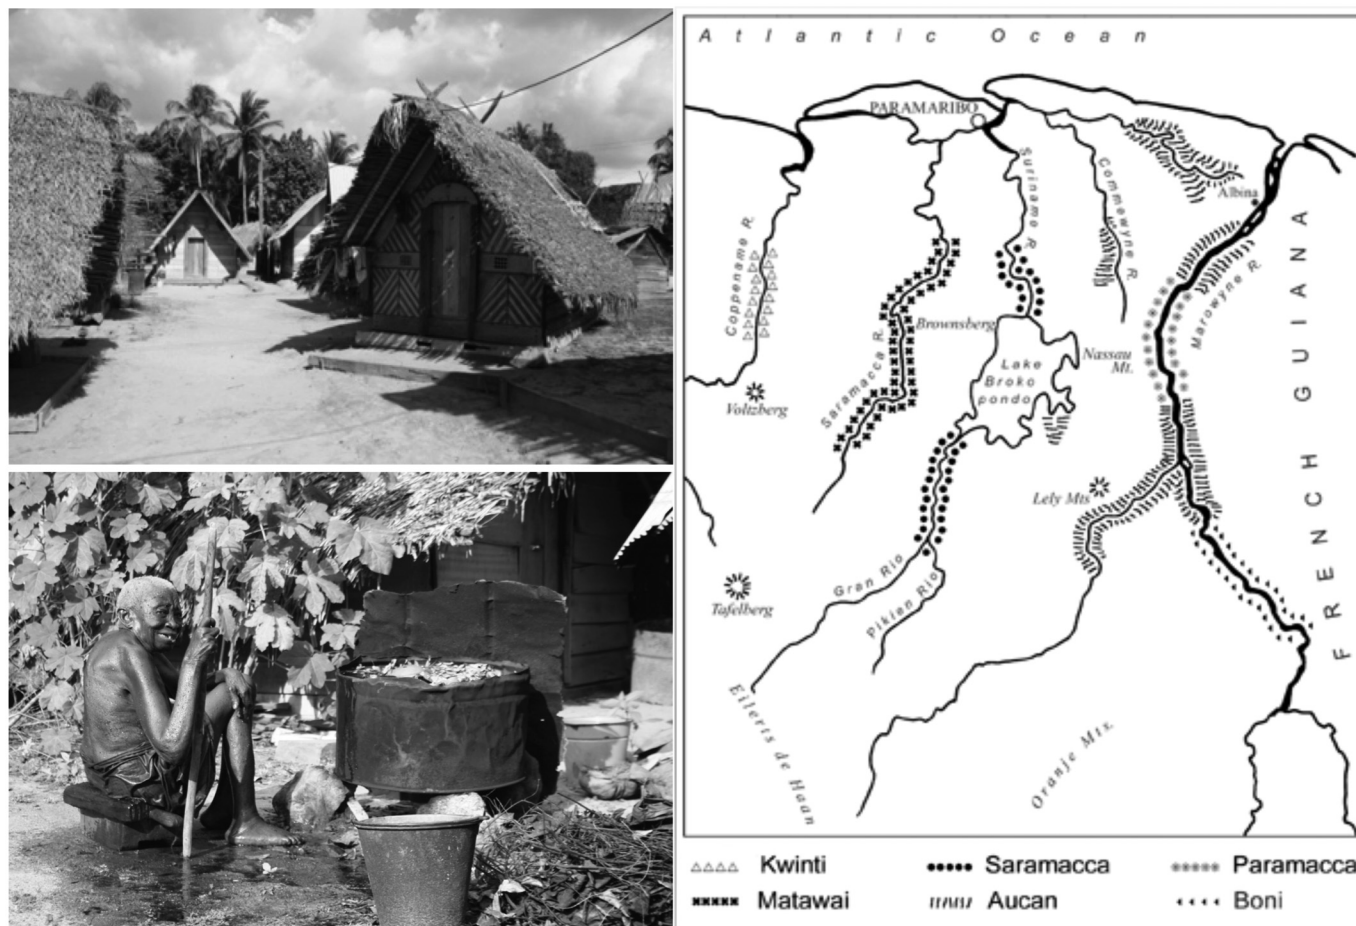 Atlantic Ocean
PARAMARIBO
Suriname R.
Commewyne R.
Albina
Coppename R.
Saramacca R.
Brownsberg
Marowyne R.
Nassau
Mt.
Lake
Broko
pondo
Voltzberg
Lely Mts
FRENCH GUIANA
Gran Rio
Pikien Rio
Tafelberg
Eilerts de Haan
Oranje Mts.
Kwinti
Saramacca
Paramacca
Matawai
Aucan
Boni